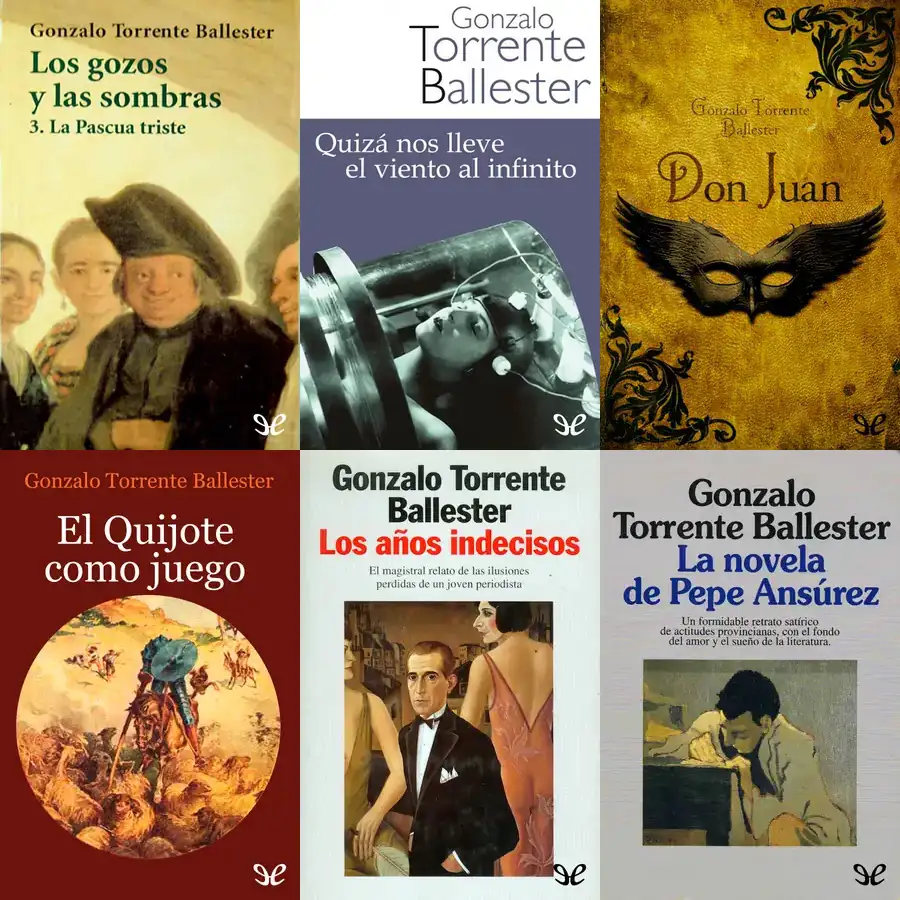 Gonzalo Torrente Ballester
Los gozos
y las sombras
3. La Pascua triste
Gonzalo
Torrente
Ballester
Quizá nos lleve
el viento al infinito
Gonzalo Torrente
Ballester
Don Juan
Gonzalo Torrente Ballester
El Quijote
como juego
Gonzalo Torrente
Ballester
Los años indecisos
El magistral relato de las ilusiones
perdidas de un joven periodista
Gonzalo
Torrente Ballester
La novela
de Pepe Ansúrez
Un formidable retrato satírico
de actitudes provincianas, con el fondo
del amor y el sueño de la literatura.